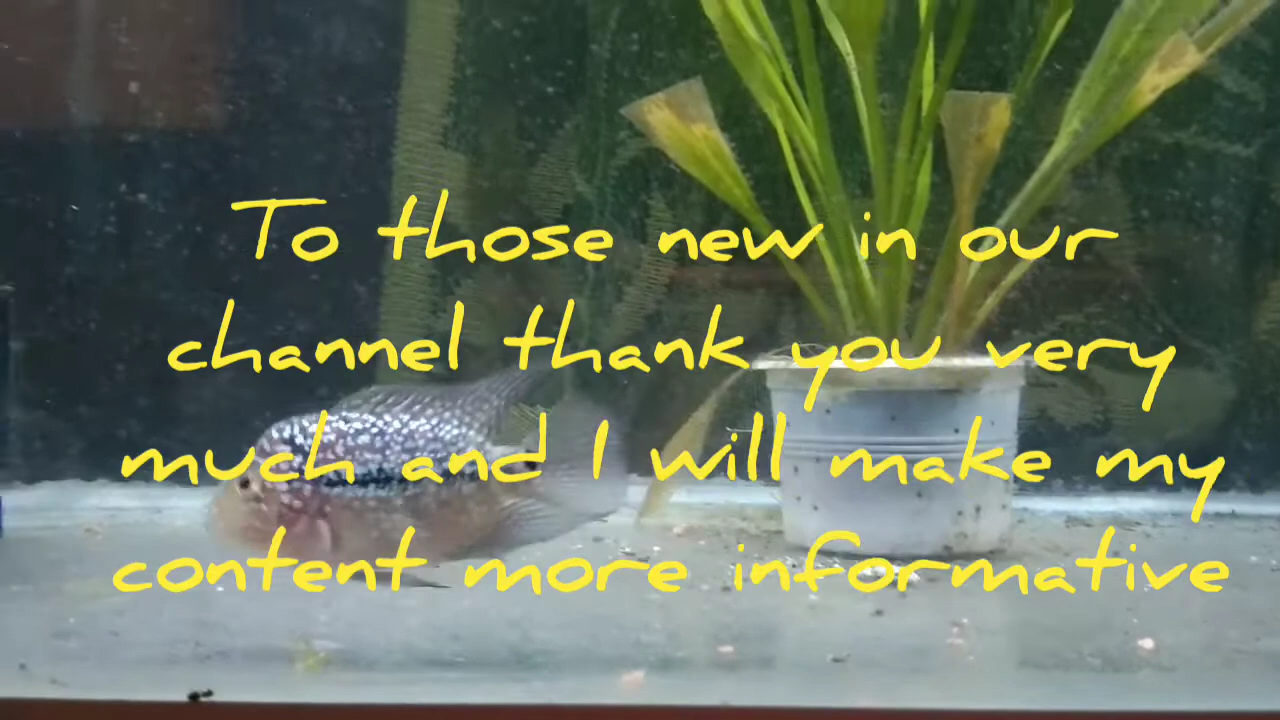 To those new in our
channel thank you very
much and I will make my
content more informative